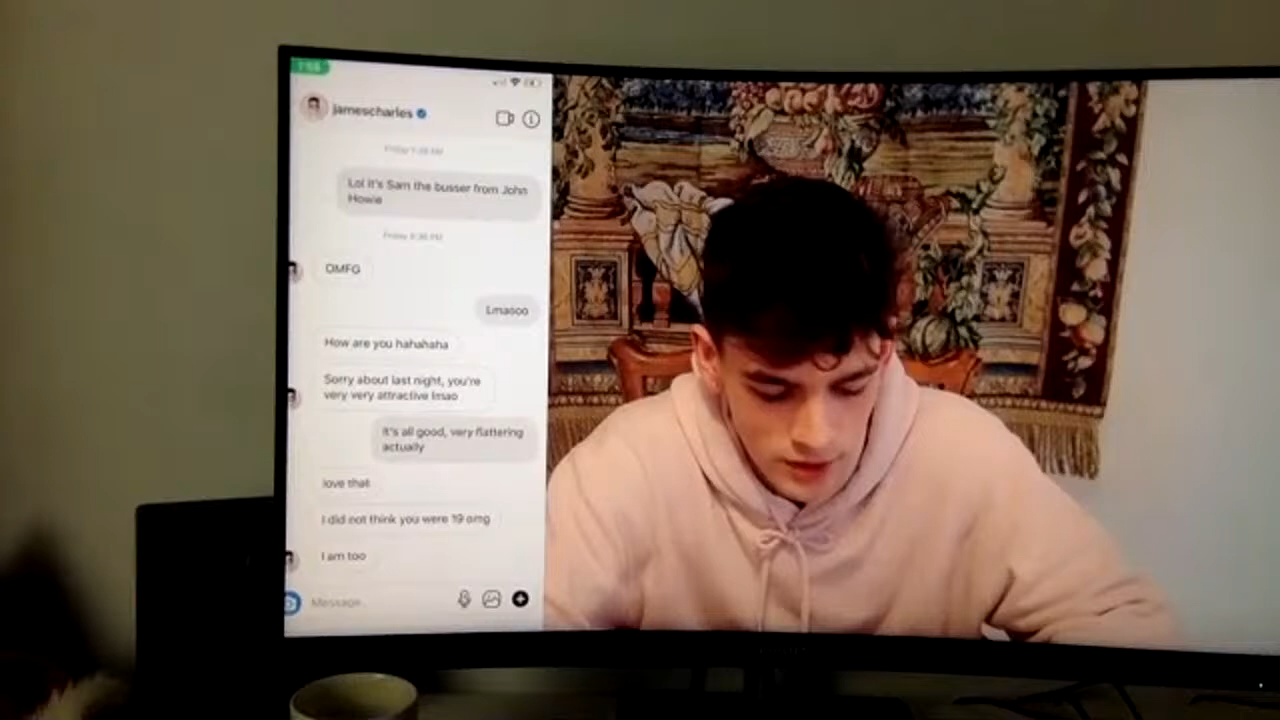 jamescharles
Lol it's Sam the busser from John
Howie
OMFG
Lmaooo
How are you hahahaha
Sorry about last night, you're
very very attractive lmao
it's all good, very flattering
actually
love that
I did not think you were 19 omg
I am too
Message...